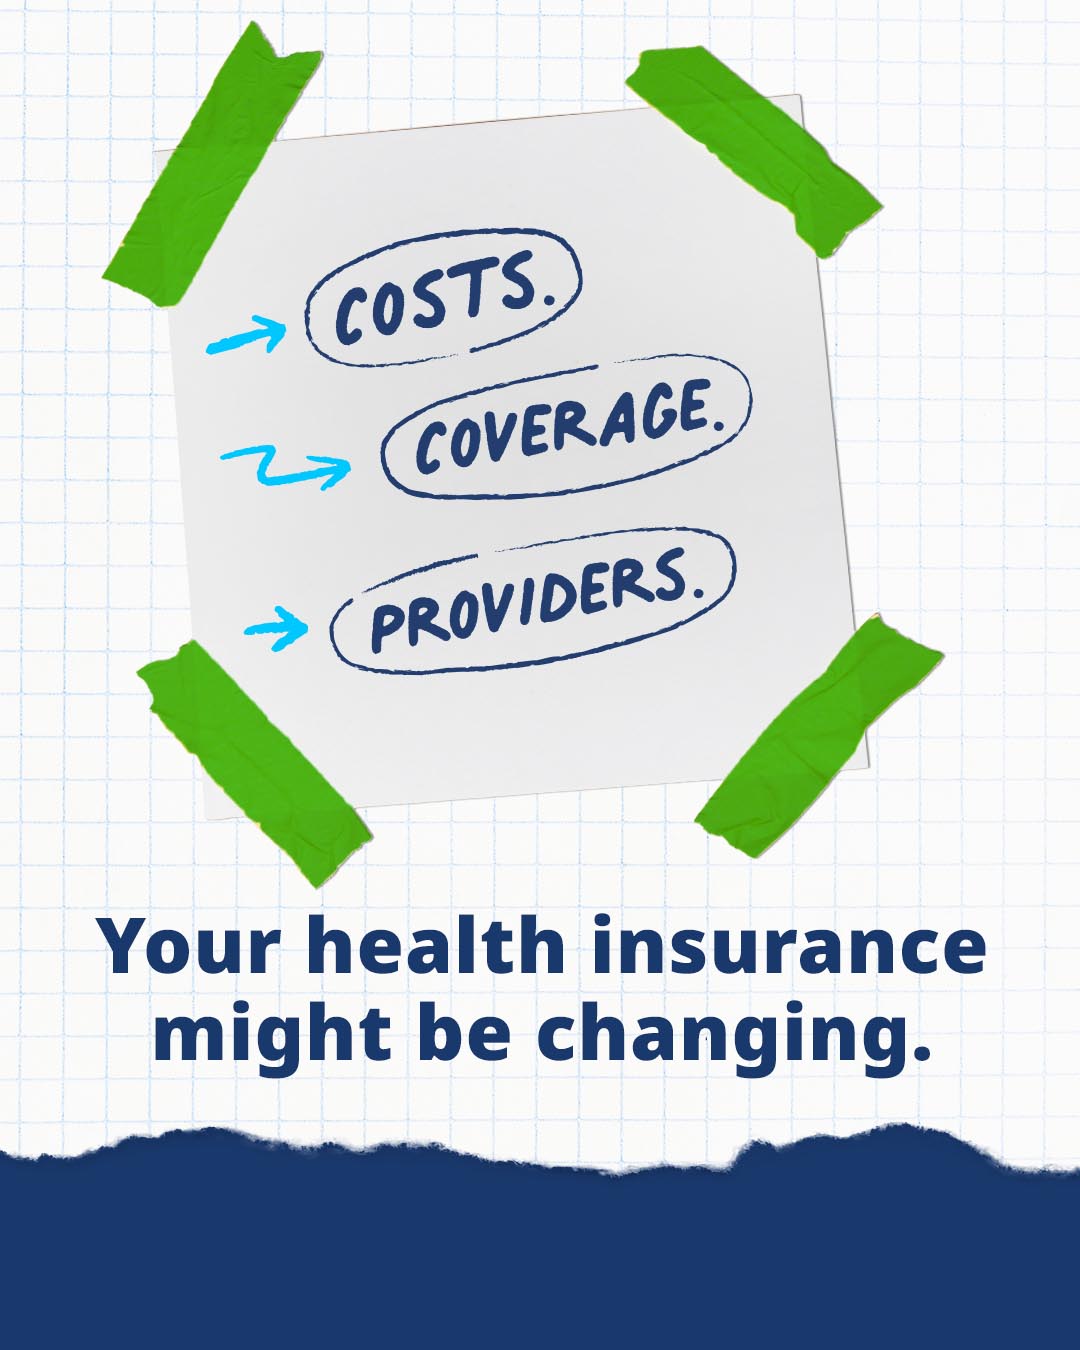 COSTS.
COVERAGE.
PROVIDERS.
Your health insurance
might be changing.